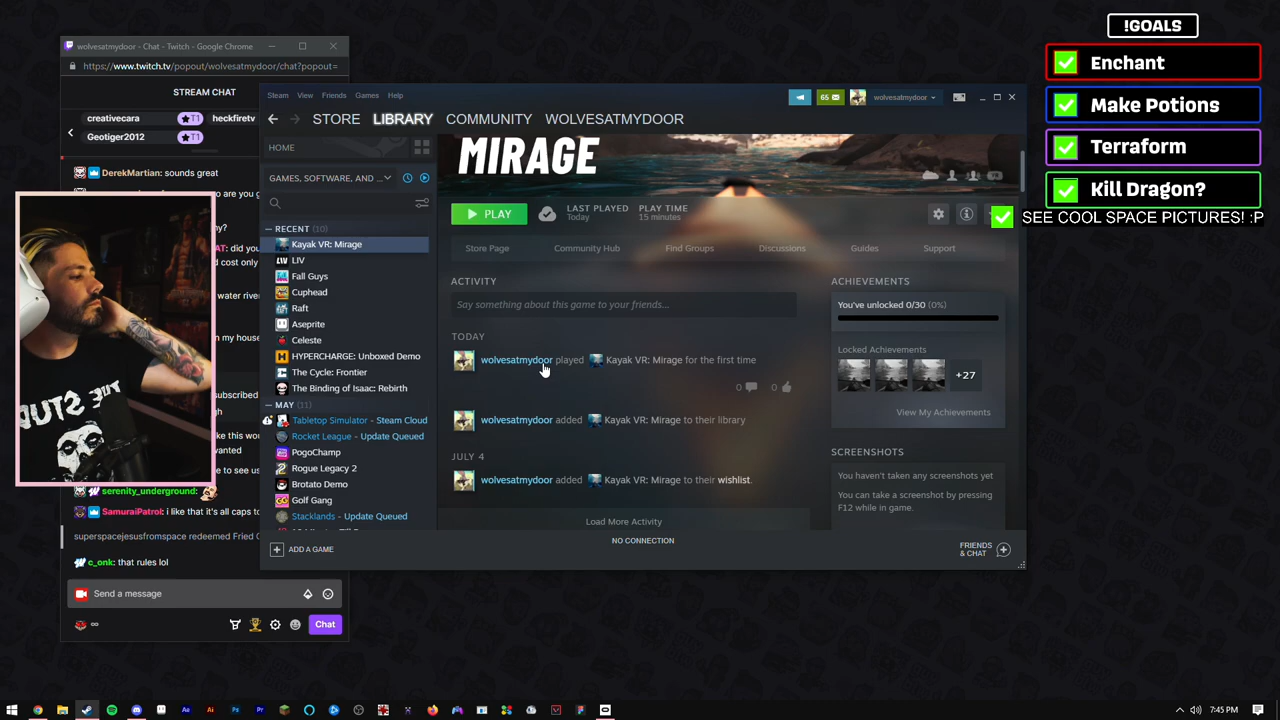 wolvesatmydoor - Chat - Twitch - Google Chrome
https://www.twitch.tv/popout/wolvesatmydoor/chat?popout=
STREAM CHAT
creativecara
T1
heckfiretv
Geotiger2012
T1
DerekMartian: sounds great
SamuraiPatrol: i like that it's all caps to
serenity_underground:
superspacejesusfromspace redeemed Fried
c_onk: that rules lol
Send a message
Chat
Steam View Friends Games Help
65
wolvesatmydoor
STORE LIBRARY COMMUNITY WOLVESATMYDOOR
HOME
GAMES, SOFTWARE, AND ...
RECENT (10)
Kayak VR: Mirage
LIV
Fall Guys
Cuphead
Raft
Aseprite
Celeste
HYPERCHARGE: Unboxed Demo
The Cycle: Frontier
The Binding of Isaac: Rebirth
MAY (11)
Tabletop Simulator - Steam Cloud
Rocket League - Update Queued
PogoChamp
Rogue Legacy 2
Brotato Demo
Golf Gang
Stacklands - Update Queued
ADD A GAME
MIRAGE
PLAY
LAST PLAYED
Today
PLAY TIME
15 minutes
Store Page
Community Hub
Find Groups
Discussions
Guides
Support
ACTIVITY
Say something about this game to your friends...
TODAY
wolvesatmydoor played Kayak VR: Mirage for the first time
0 0
wolvesatmydoor added Kayak VR: Mirage to their library
JULY 4
wolvesatmydoor added Kayak VR: Mirage to their wishlist.
Load More Activity
NO CONNECTION
ACHIEVEMENTS
You've unlocked 0/30 (0%)
Locked Achievements
+27
View My Achievements
SCREENSHOTS
You haven't taken any screenshots yet
You can take a screenshot by pressing
F12 while in game.
FRIENDS
& CHAT
!GOALS
Enchant
Make Potions
Terraform
Kill Dragon?
SEE COOL SPACE PICTURES! :P
7:45 PM